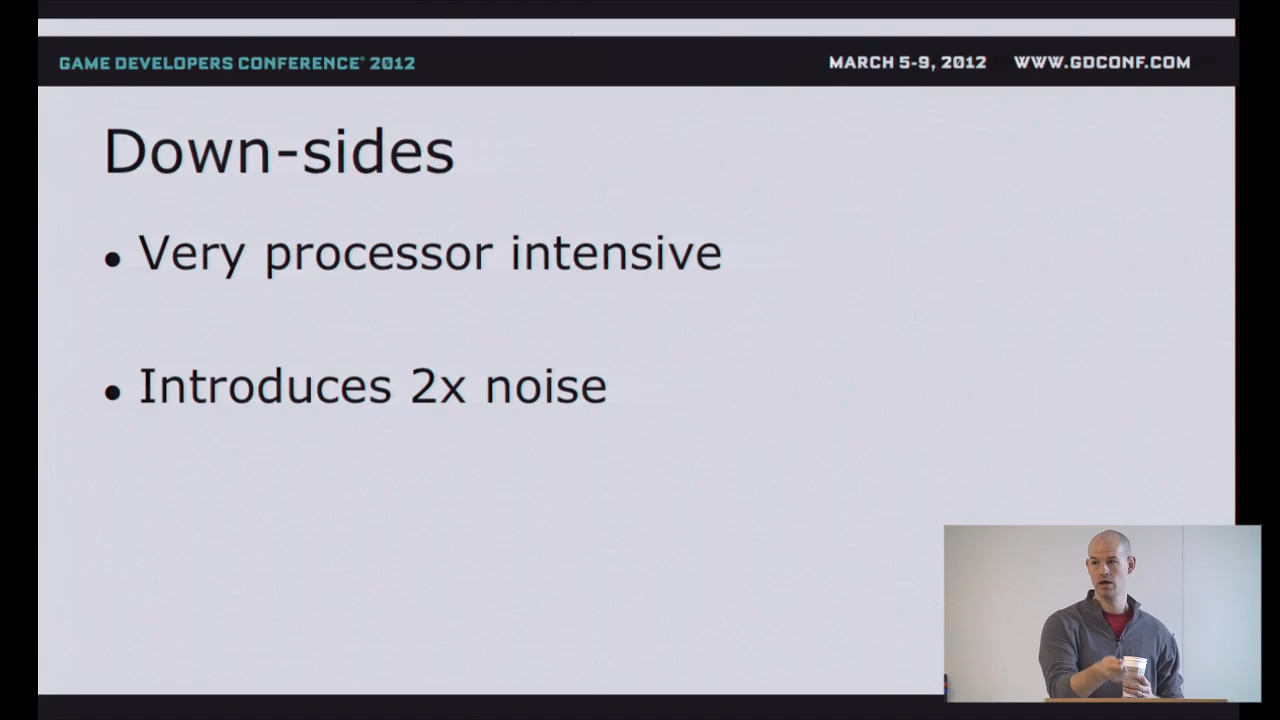 GAME DEVELOPERS CONFERENCE® 2012
MARCH 5-9, 2012 WWW.GDCONF.COM
Down-sides
• Very processor intensive
• Introduces 2x noise